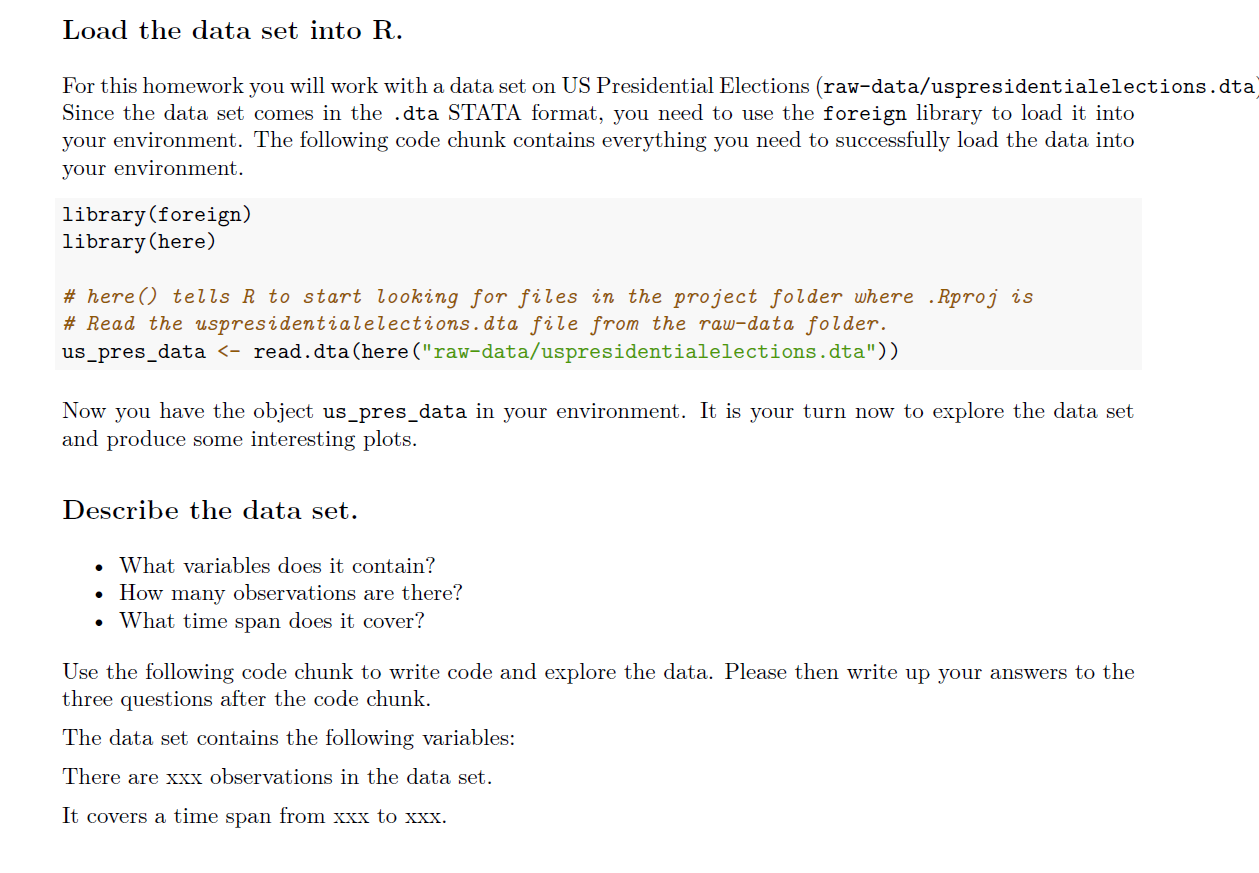 Load the data set into R.
For this homework you will work with a data set on US Presidential Elections (raw-data/uspresidentialelections.dta)
Since the data set comes in the .dta STATA format, you need to use the foreign library to load it into
your environment. The following code chunk contains everything you need to successfully load the data into
your environment.
library(foreign)
library(here)
# here() tells R to start looking for files in the project folder where .Rproj is
# Read the uspresidentialelections.dta file from the raw-data folder.
us_pres_data <- read.dta(here("raw-data/uspresidentialelections.dta"))
Now you have the object us_pres_data in your environment. It is your turn now to explore the data set
and produce some interesting plots.
Describe the data set.
• What variables does it contain?
• How many observations are there?
• What time span does it cover?
Use the following code chunk to write code and explore the data. Please then write up your answers to the
three questions after the code chunk.
The data set contains the following variables:
There are xxx observations in the data set.
It covers a time span from xxx to xxx.